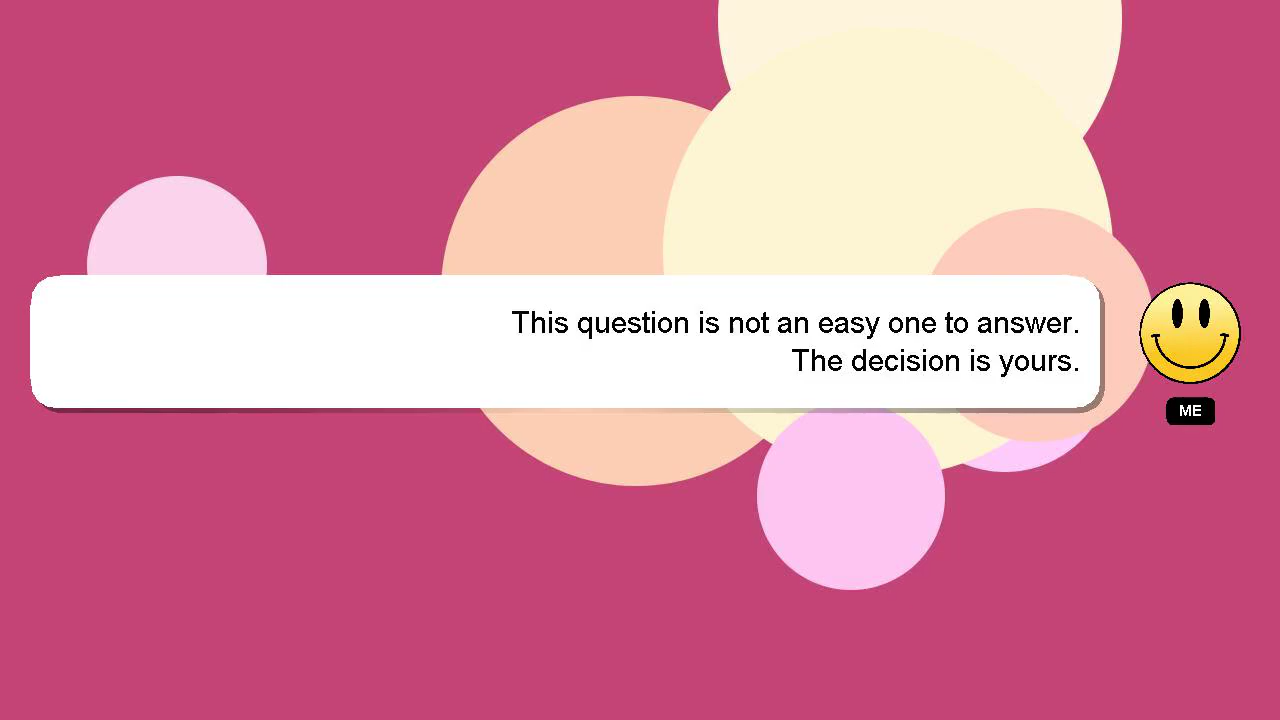 This question is not an easy one to answer.
The decision is yours.
ME